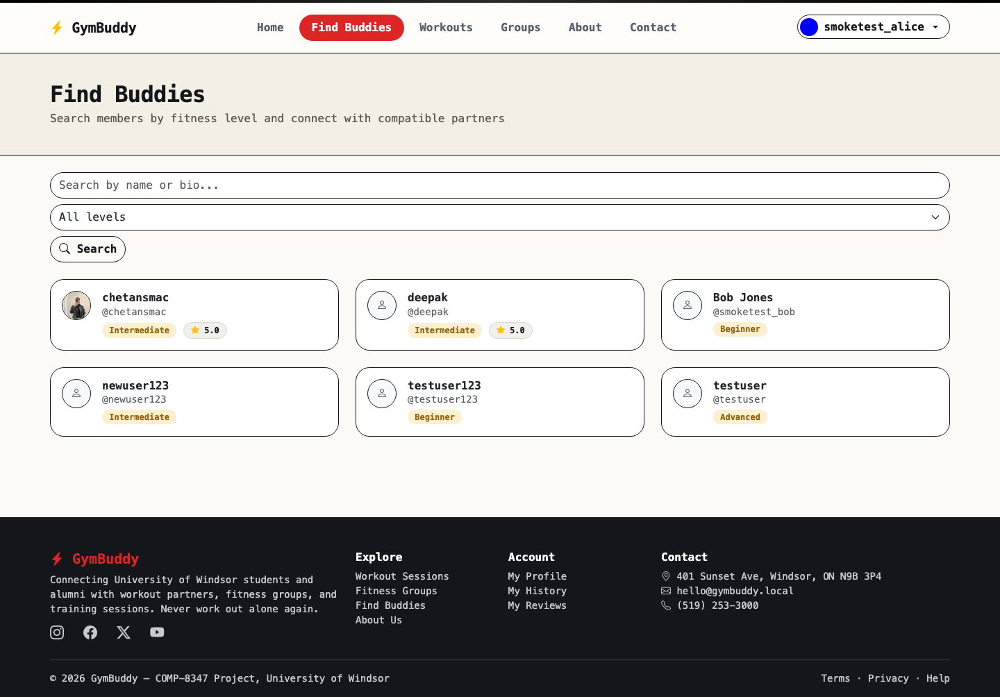 GymBuddy
Home Find Buddies Workouts Groups About Contact
smoketest_alice
Find Buddies
Search members by fitness level and connect with compatible partners
Search by name or bio...
All levels
Search
chetansmac
@chetansmac
Intermediate 5.0
deepak
@deepak
Intermediate 5.0
Bob Jones
@smoketest_bob
Beginner
newuser123
@newuser123
Intermediate
testuser123
@testuser123
Beginner
testuser
@testuser
Advanced
GymBuddy
Connecting University of Windsor students and
alumni with workout partners, fitness groups, and
training sessions. Never work out alone again.
Explore
Workout Sessions
Fitness Groups
Find Buddies
About Us
Account
My Profile
My History
My Reviews
Contact
401 Sunset Ave, Windsor, ON N9B 3P4
hello@gymbuddy.local
(519) 253-3000
© 2026 GymBuddy — COMP-8347 Project, University of Windsor
Terms · Privacy · Help